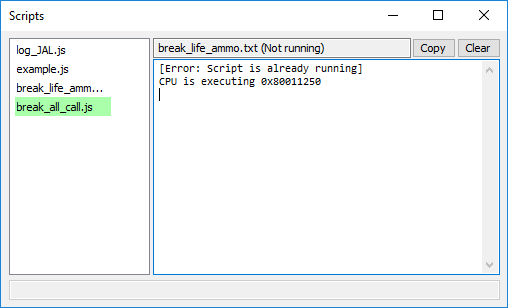 Scripts
log_JAL.js
example.js
break_life_amm...
break_all_call.js
break_life_ammo.txt (Not running)
Copy
Clear
[Error: Script is already running]
CPU is executing 0x80011250